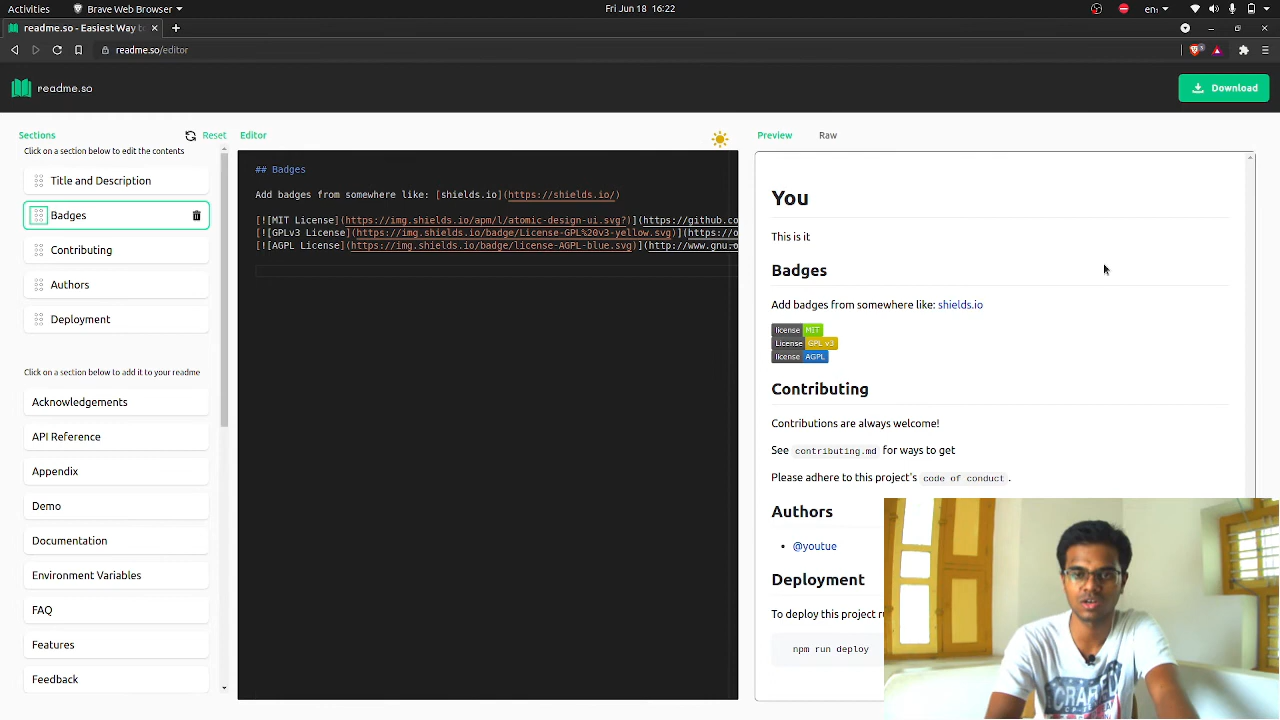 Activities
Brave Web Browser
Fri Jun 18 16:22
en
readme.so - Easiest Way to
readme.so/editor
readme.so
Download
Sections
Reset
Editor
Preview
Raw
Click on a section below to edit the contents
Title and Description
Badges
Contributing
Authors
Deployment
Click on a section below to add it to your readme
Acknowledgements
API Reference
Appendix
Demo
Documentation
Environment Variables
FAQ
Features
Feedback
## Badges
Add badges from somewhere like: [shields.io](https://shields.io/)
[![MIT License](https://img.shields.io/apm/l/atomic-design-ui.svg?)](https://github.co
[![GPLv3 License](https://img.shields.io/badge/License-GPL%20v3-yellow.svg)](https://o
[![AGPL License](https://img.shields.io/badge/license-AGPL-blue.svg)](http://www.gnu.o
You
This is it
Badges
Add badges from somewhere like: shields.io
license MIT
License GPL v3
license AGPL
Contributing
Contributions are always welcome!
See contributing.md for ways to get
Please adhere to this project's code of conduct.
Authors
• @youtue
Deployment
To deploy this project ru
npm run deploy